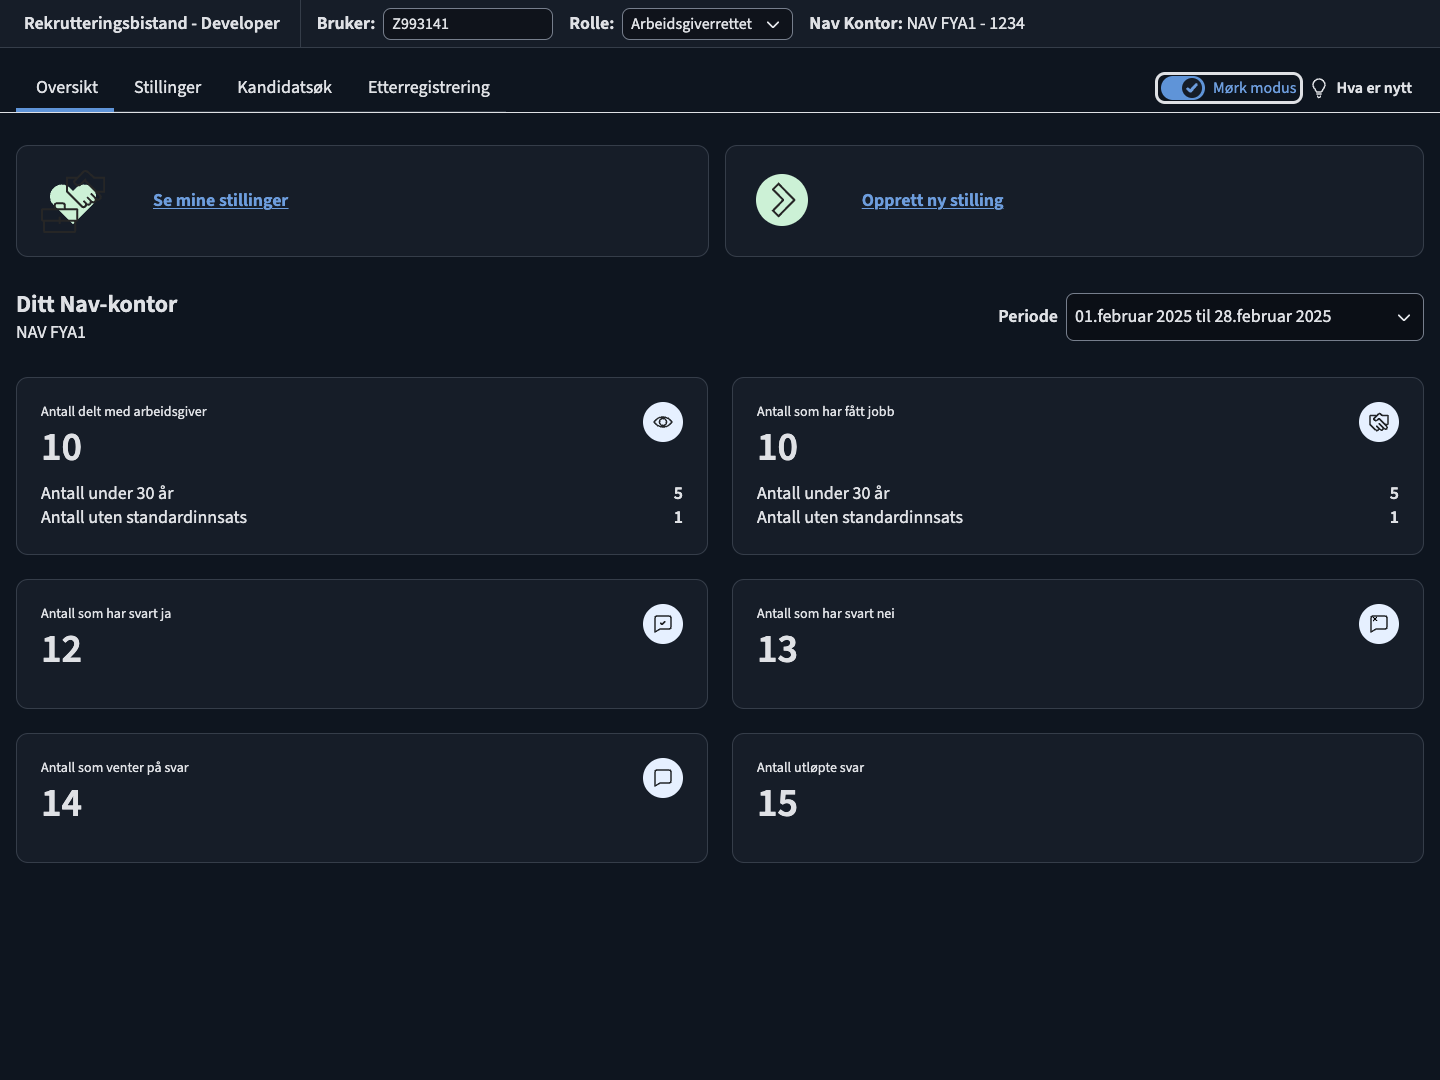 Rekrutteringsbistand - Developer
Bruker: Z993141
Rolle: Arbeidsgiverrettet
Nav Kontor: NAV FYA1 - 1234
Oversikt
Stillinger
Kandidatsøk
Etterregistrering
Mørk modus
Hva er nytt
Se mine stillinger
Opprett ny stilling
Ditt Nav-kontor
NAV FYA1
Periode
01.februar 2025 til 28.februar 2025
Antall delt med arbeidsgiver
10
Antall under 30 år 5
Antall uten standardinnsats 1
Antall som har fått jobb
10
Antall under 30 år 5
Antall uten standardinnsats 1
Antall som har svart ja
12
Antall som har svart nei
13
Antall som venter på svar
14
Antall utløpte svar
15